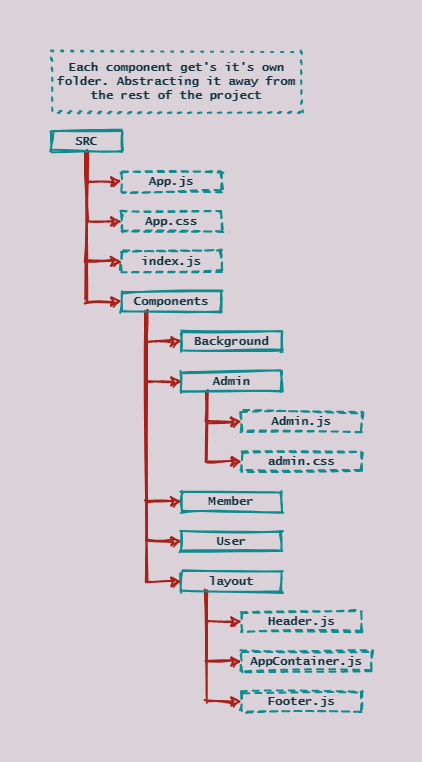 Each component get's it's own
folder. Abstracting it away from
the rest of the project
SRC
App.js
App.css
index.js
Components
Background
Admin
Admin.js
admin.css
Member
User
layout
Header.js
AppContainer.js
Footer.js